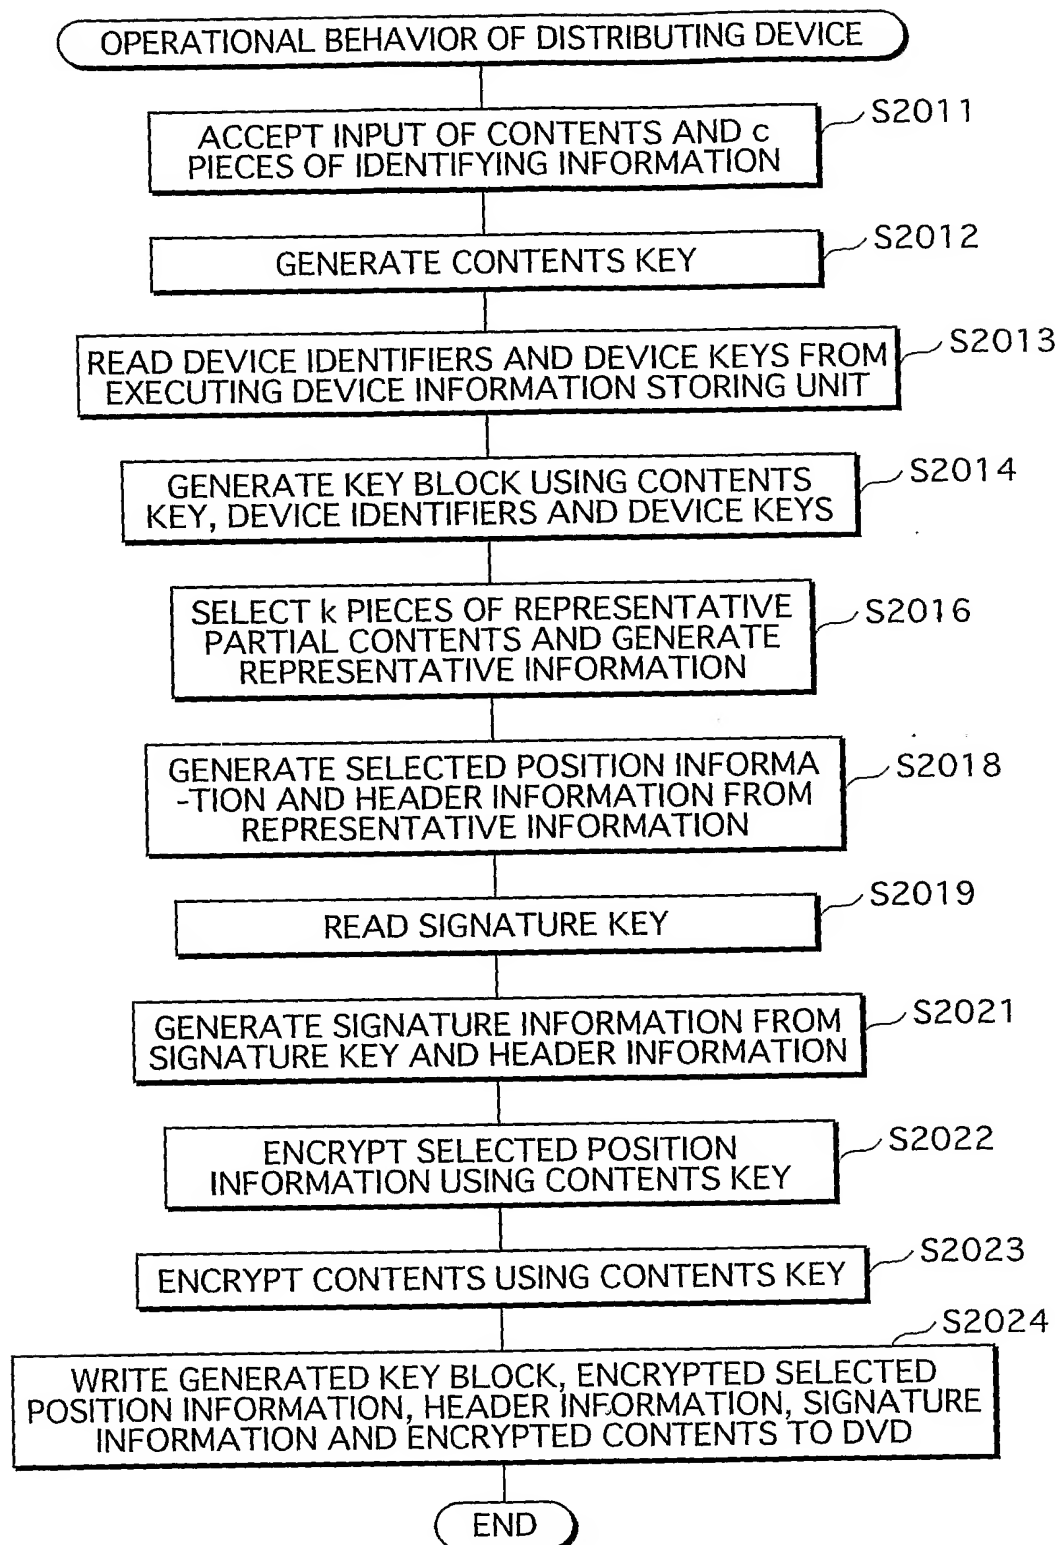 OPERATIONAL BEHAVIOR OF DISTRIBUTING DEVICE
S2011
ACCEPT INPUT OF CONTENTS AND c
PIECES OF IDENTIFYING INFORMATION
S2012
GENERATE CONTENTS KEY
S2013
READ DEVICE IDENTIFIERS AND DEVICE KEYS FROM
EXECUTING DEVICE INFORMATION STORING UNIT
S2014
GENERATE KEY BLOCK USING CONTENTS
KEY, DEVICE IDENTIFIERS AND DEVICE KEYS
S2016
SELECT k PIECES OF REPRESENTATIVE
PARTIAL CONTENTS AND GENERATE
REPRESENTATIVE INFORMATION
S2018
GENERATE SELECTED POSITION INFORMA
-TION AND HEADER INFORMATION FROM
REPRESENTATIVE INFORMATION
S2019
READ SIGNATURE KEY
S2021
GENERATE SIGNATURE INFORMATION FROM
SIGNATURE KEY AND HEADER INFORMATION
S2022
ENCRYPT SELECTED POSITION
INFORMATION USING CONTENTS KEY
S2023
ENCRYPT CONTENTS USING CONTENTS KEY
S2024
WRITE GENERATED KEY BLOCK, ENCRYPTED SELECTED
POSITION INFORMATION, HEADER INFORMATION, SIGNATURE
INFORMATION AND ENCRYPTED CONTENTS TO DVD
END